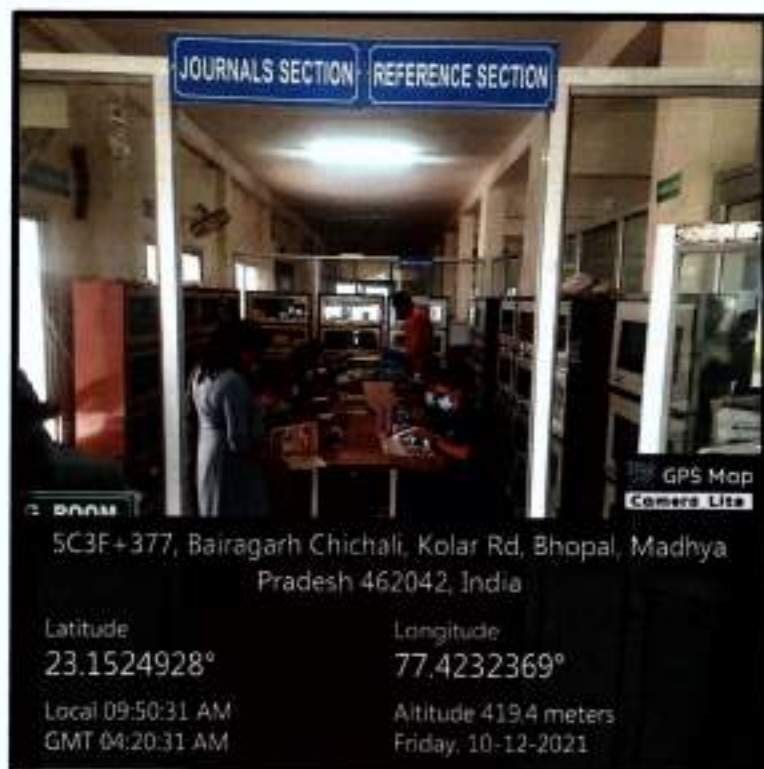 JOURNALS SECTION REFERENCE SECTION
G ROOM
GPS Map
Camera Lite
5C3F+377, Bairagarh Chichali, Kolar Rd, Bhopal, Madhya
Pradesh 462042, India
Latitude
23.1524928°
Longitude
77.4232369°
Local 09:50:31 AM
GMT 04:20:31 AM
Altitude 419.4 meters
Friday, 10-12-2021